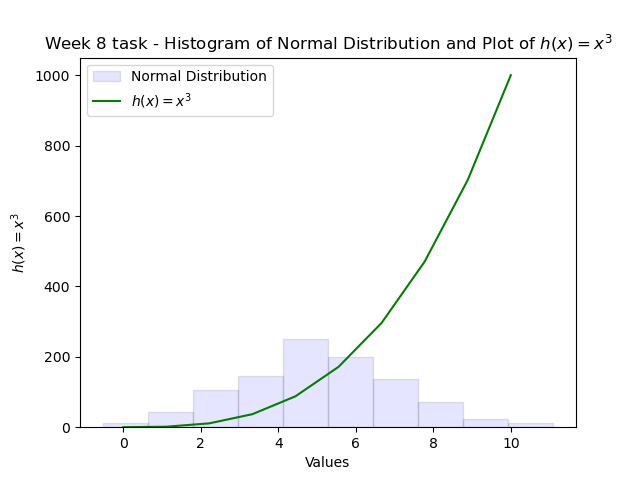 Week 8 task - Histogram of Normal Distribution and Plot of h(x) = x³
Normal Distribution
h(x) = x³
1000
800
600
400
200
0
h(x) = x³
0 2 4 6 8 10
Values